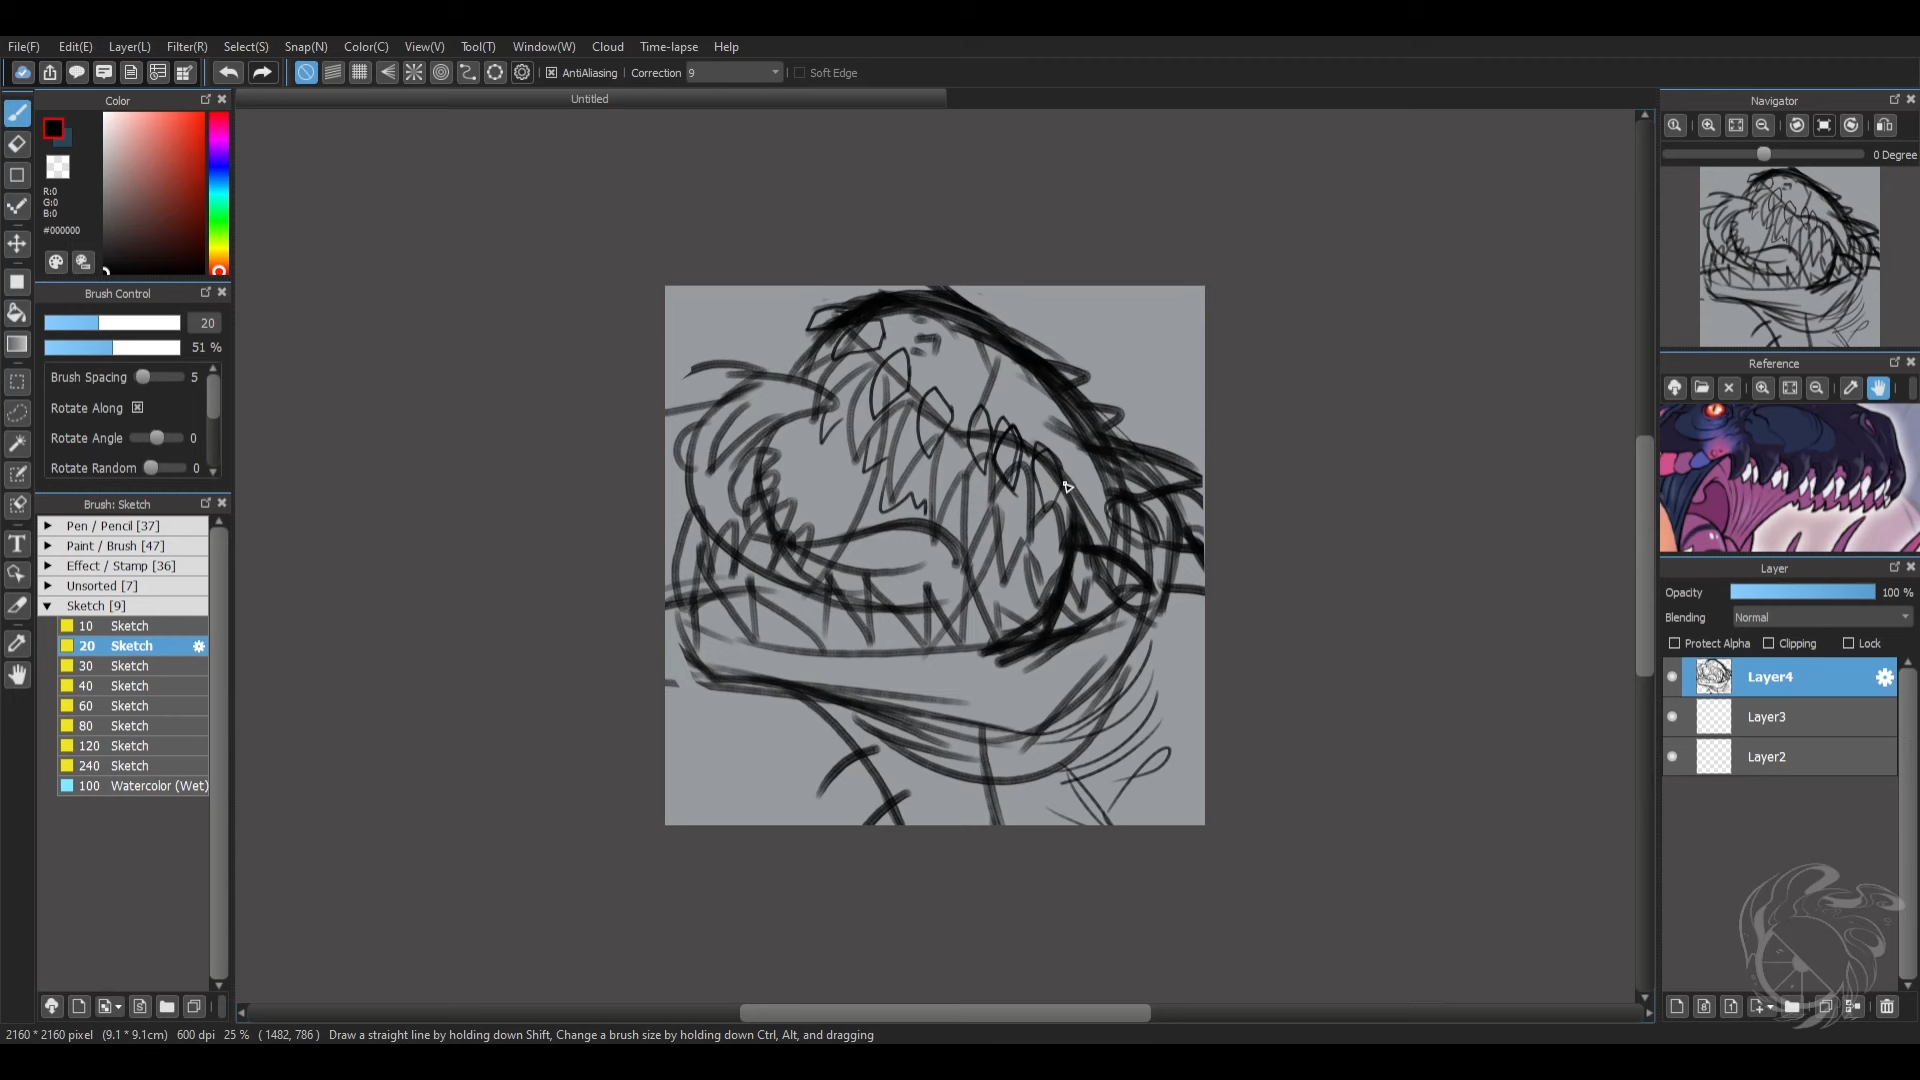 File(F) Edit(E) Layer(L) Filter(R) Select(S) Snap(N) Color(C) View(V) Tool(T) Window(W) Cloud Time-lapse Help
AntiAliasing Correction 9 Soft Edge
Color
Untitled
Navigator
0 Degree
R:0
G:0
B:0
#000000
Brush Control
20
51 %
Brush Spacing 5
Rotate Along
Rotate Angle 0
Rotate Random 0
Reference
Brush: Sketch
Pen / Pencil [37]
Paint / Brush [47]
Effect / Stamp [36]
Unsorted [7]
Sketch [9]
10 Sketch
20 Sketch
30 Sketch
40 Sketch
60 Sketch
80 Sketch
120 Sketch
240 Sketch
100 Watercolor (Wet)
Layer
Opacity 100 %
Blending Normal
Protect Alpha Clipping Lock
Layer4
Layer3
Layer2
2160 * 2160 pixel (9.1 * 9.1cm) 600 dpi 25 % ( 1482, 786 ) Draw a straight line by holding down Shift, Change a brush size by holding down Ctrl, Alt, and dragging